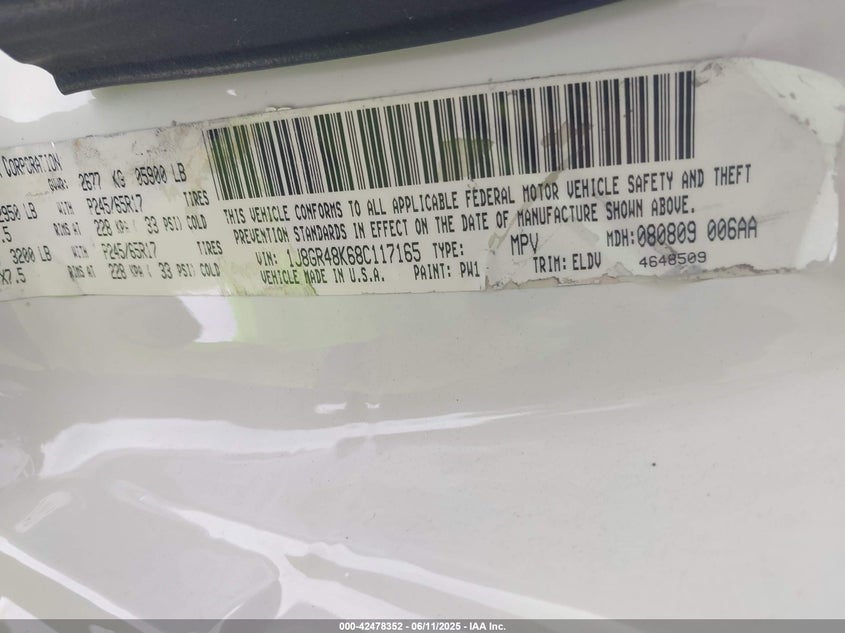 CORPORATION
GVWR: 2677 KG 05900 LB
2950 LB WITH P245/65R17 TIRES
7.5 RIMS AT 228 KPA ( 33 PSI) COLD
3200 LB WITH P245/65R17 TIRES
X7.5 RIMS AT 228 KPA ( 33 PSI) COLD
THIS VEHICLE CONFORMS TO ALL APPLICABLE FEDERAL MOTOR VEHICLE SAFETY AND THEFT
PREVENTION STANDARDS IN EFFECT ON THE DATE OF MANUFACTURE SHOWN ABOVE.
VIN: 1J8GR48K68C117165 TYPE: MPV MDH: 080809 006AA
VEHICLE MADE IN U.S.A. PAINT: PW1 TRIM: ELDV 4648509
000-42478352 - 06/11/2025 - IAA Inc.